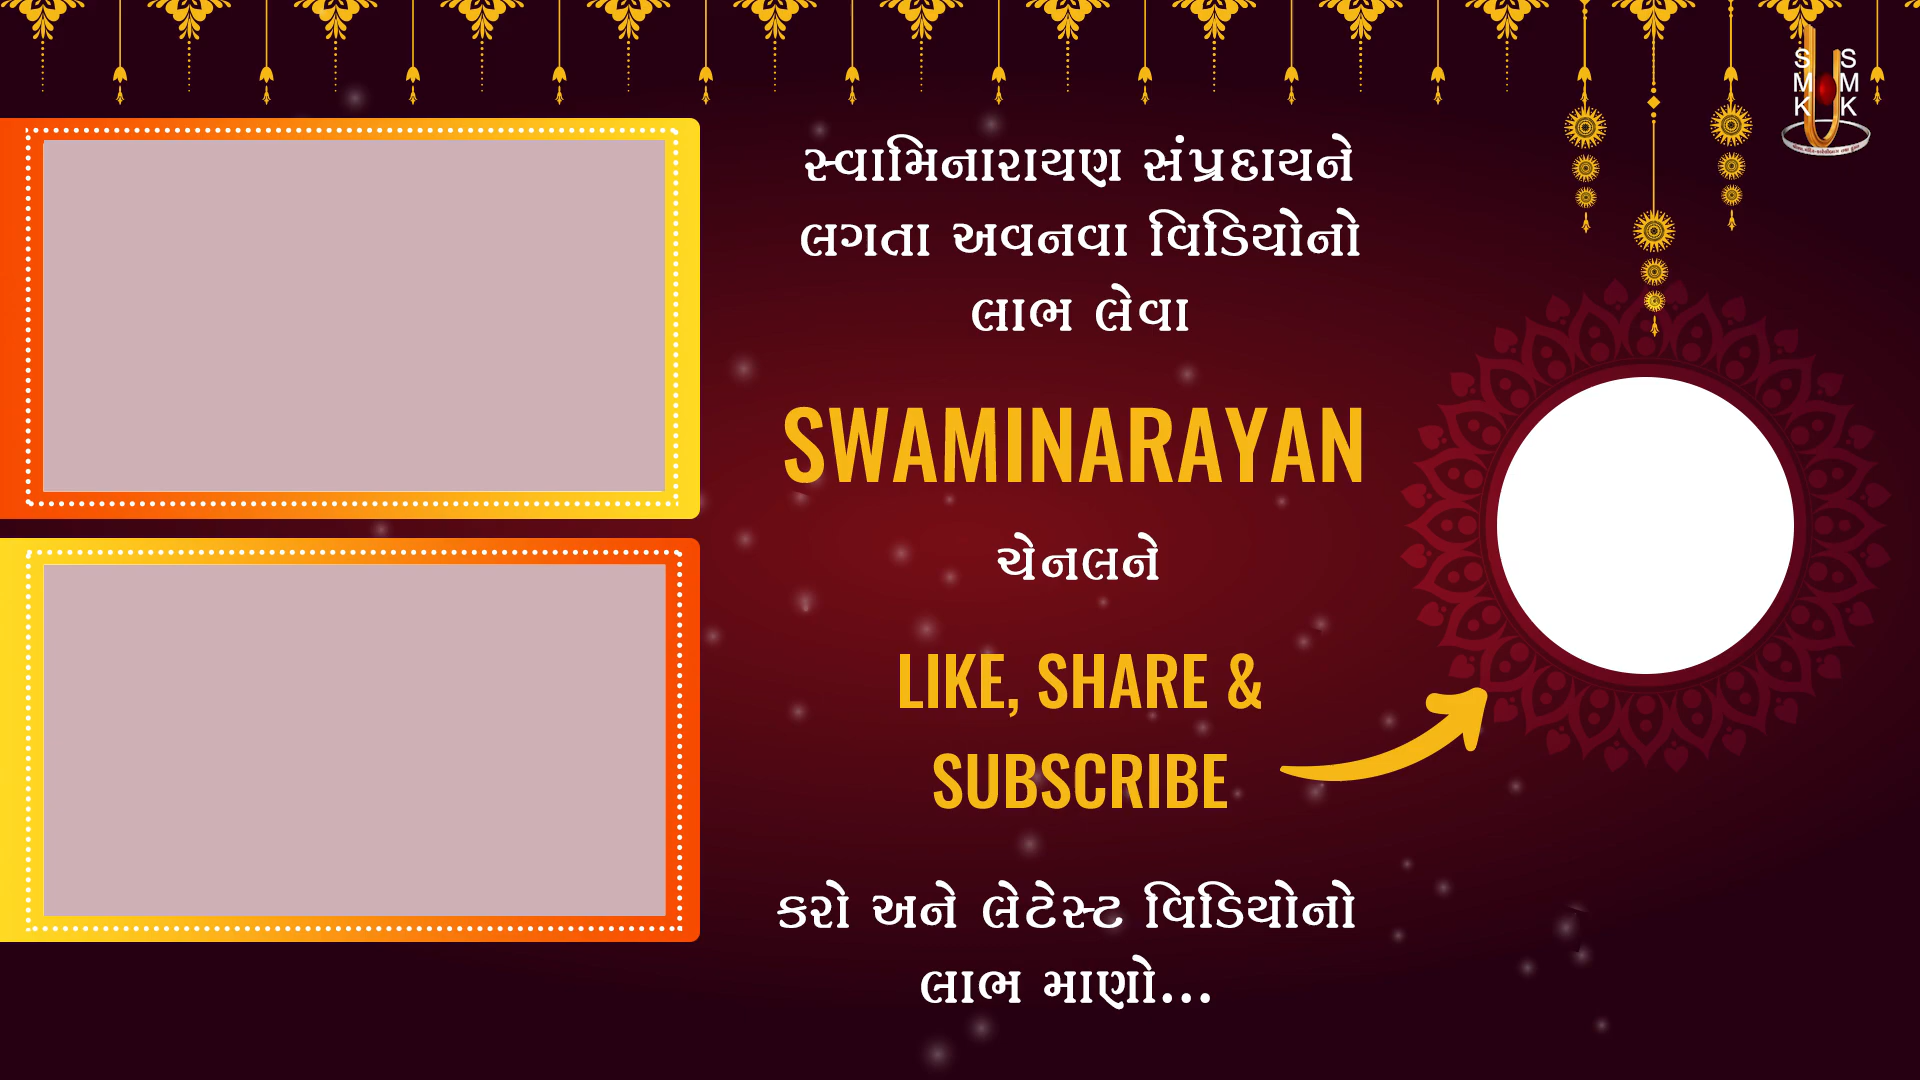 સ્વામિનારાયણ સંપ્રદાયને
લગતા અવનવા વિડિયોનો
લાભ લેવા
SWAMINARAYAN
ચેનલને
LIKE, SHARE &
SUBSCRIBE
કરો અને લેટેસ્ટ વિડિયોનો
લાભ માણો...
S S
M M
K K